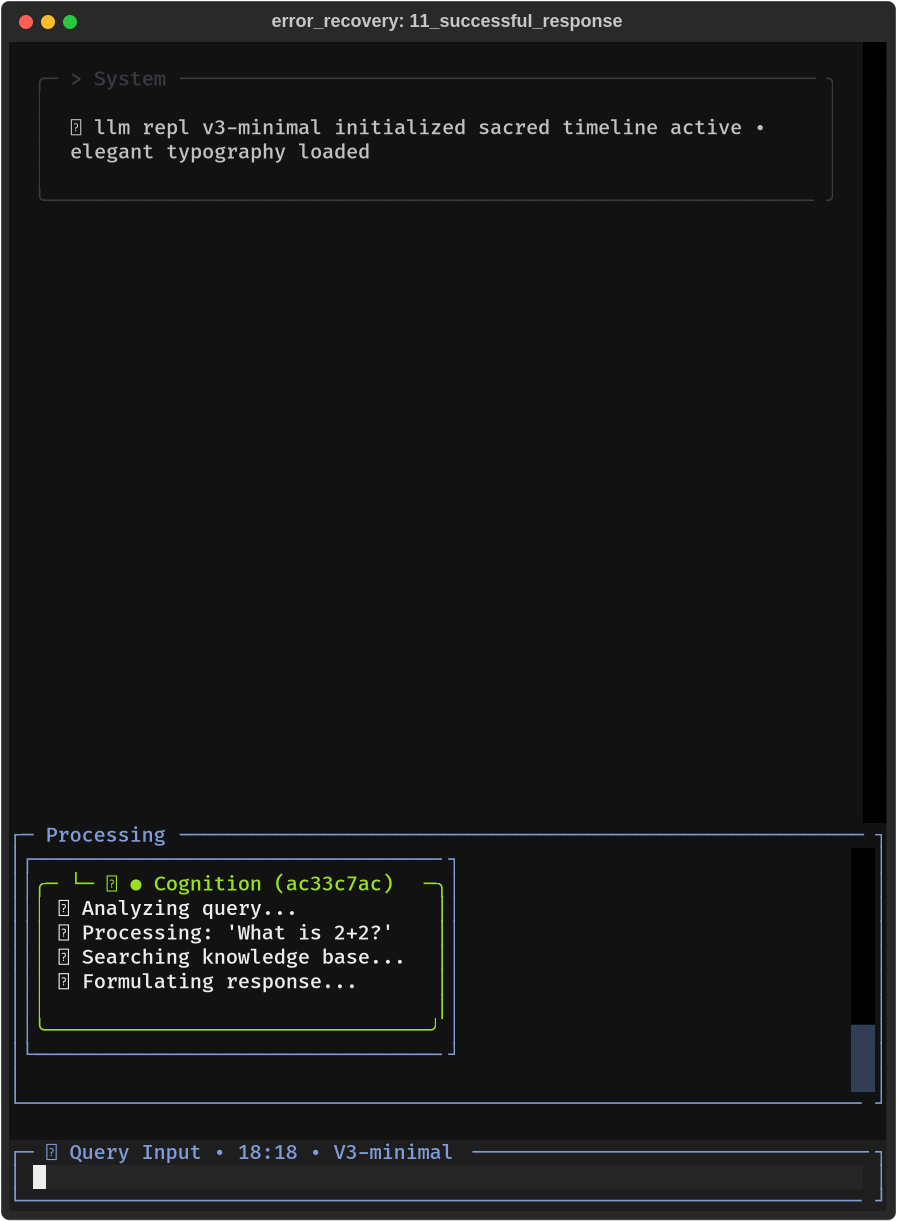 error_recovery: 11_successful_response
> System
⍰ llm repl v3-minimal initialized sacred timeline active •
elegant typography loaded
Processing
└─ ⍰ ● Cognition (ac33c7ac)
⍰ Analyzing query...
⍰ Processing: 'What is 2+2?'
⍰ Searching knowledge base...
⍰ Formulating response...
⍰ Query Input • 18:18 • V3-minimal